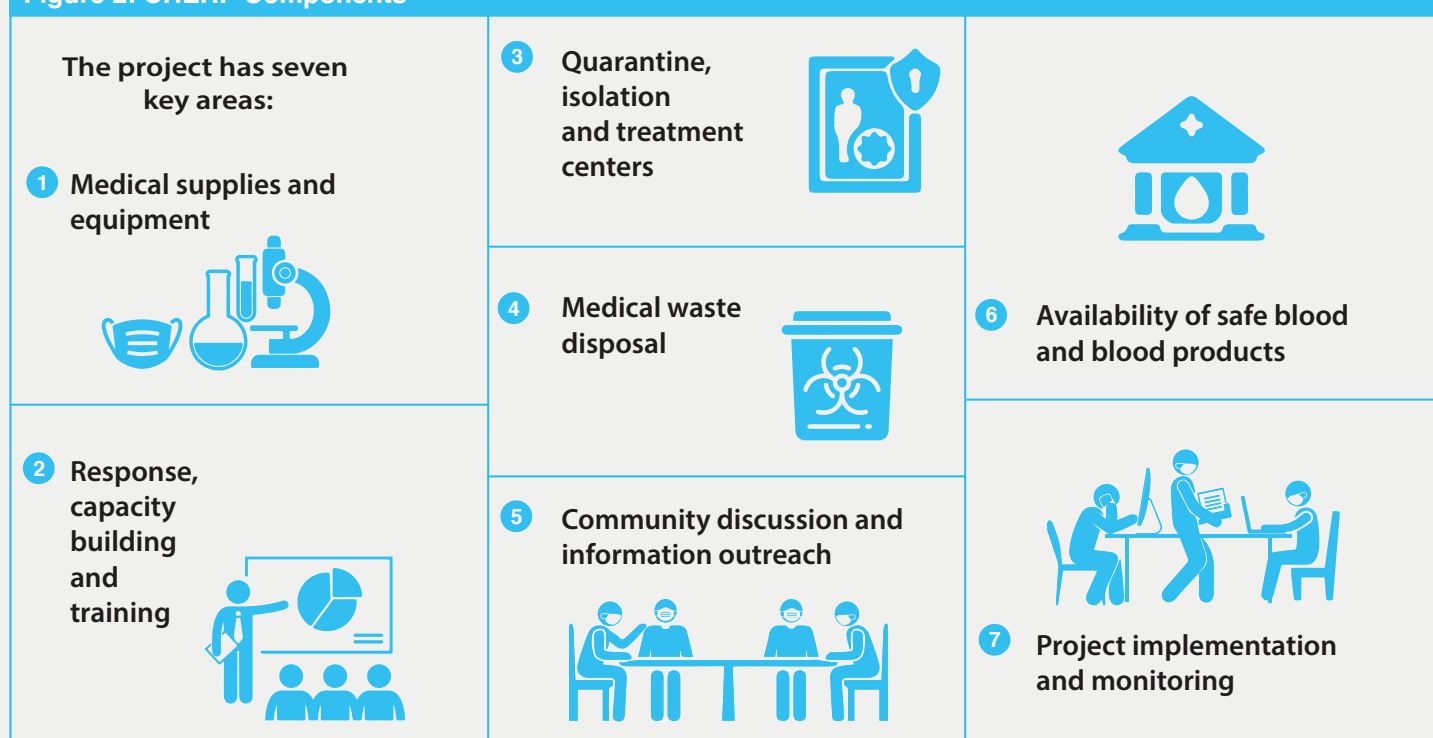 Components
The project has seven
key areas:
1 Medical supplies and
equipment
2 Response,
capacity
building
and
training
3 Quarantine,
isolation
and treatment
centers
4 Medical waste
disposal
5 Community discussion and
information outreach
6 Availability of safe blood
and blood products
7 Project implementation
and monitoring